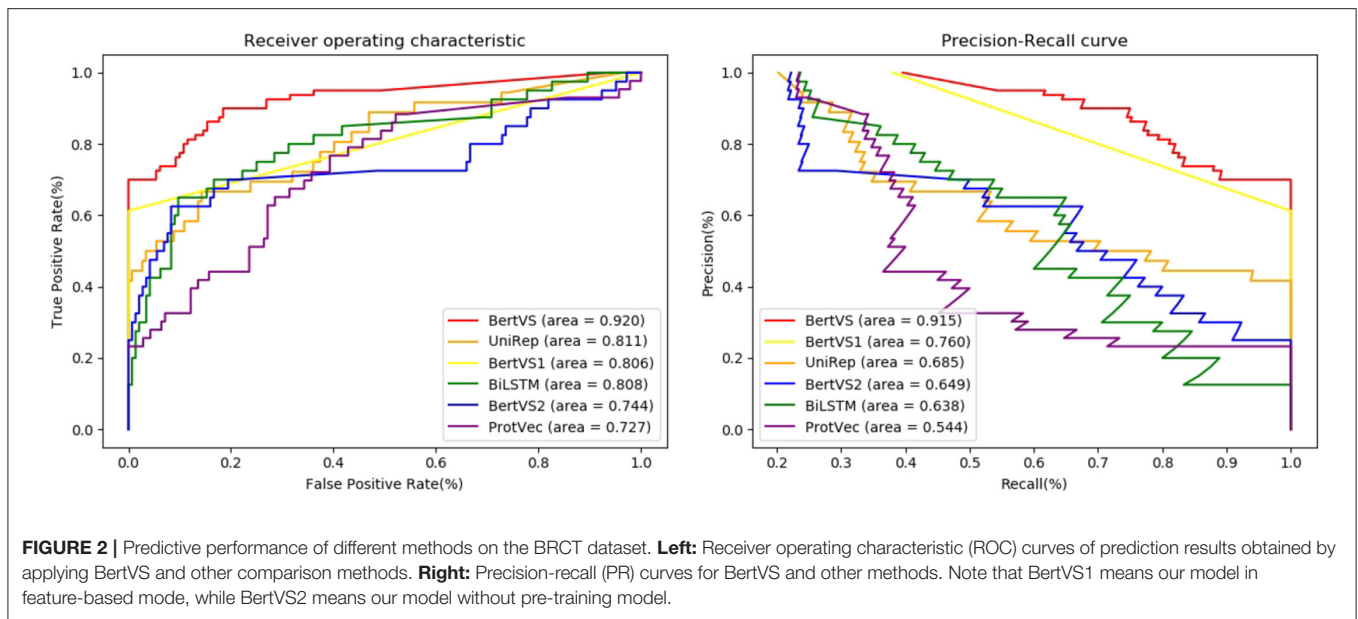 Receiver operating characteristic
1.0
0.8
0.6
0.4
0.2
0.0
True Positive Rate(%)
BertVS (area = 0.920)
UniRep (area = 0.811)
BertVS1 (area = 0.806)
BiLSTM (area = 0.808)
BertVS2 (area = 0.744)
ProtVec (area = 0.727)
0.0 0.2 0.4 0.6 0.8 1.0
False Positive Rate(%)
Precision-Recall curve
1.0
0.8
0.6
0.4
0.2
0.0
Precision(%)
BertVS (area = 0.915)
BertVS1 (area = 0.760)
UniRep (area = 0.685)
BertVS2 (area = 0.649)
BiLSTM (area = 0.638)
ProtVec (area = 0.544)
0.2 0.3 0.4 0.5 0.6 0.7 0.8 0.9 1.0
Recall(%)
FIGURE 2 | Predictive performance of different methods on the BRCT dataset. Left: Receiver operating characteristic (ROC) curves of prediction results obtained by
applying BertVS and other comparison methods. Right: Precision-recall (PR) curves for BertVS and other methods. Note that BertVS1 means our model in
feature-based mode, while BertVS2 means our model without pre-training model.